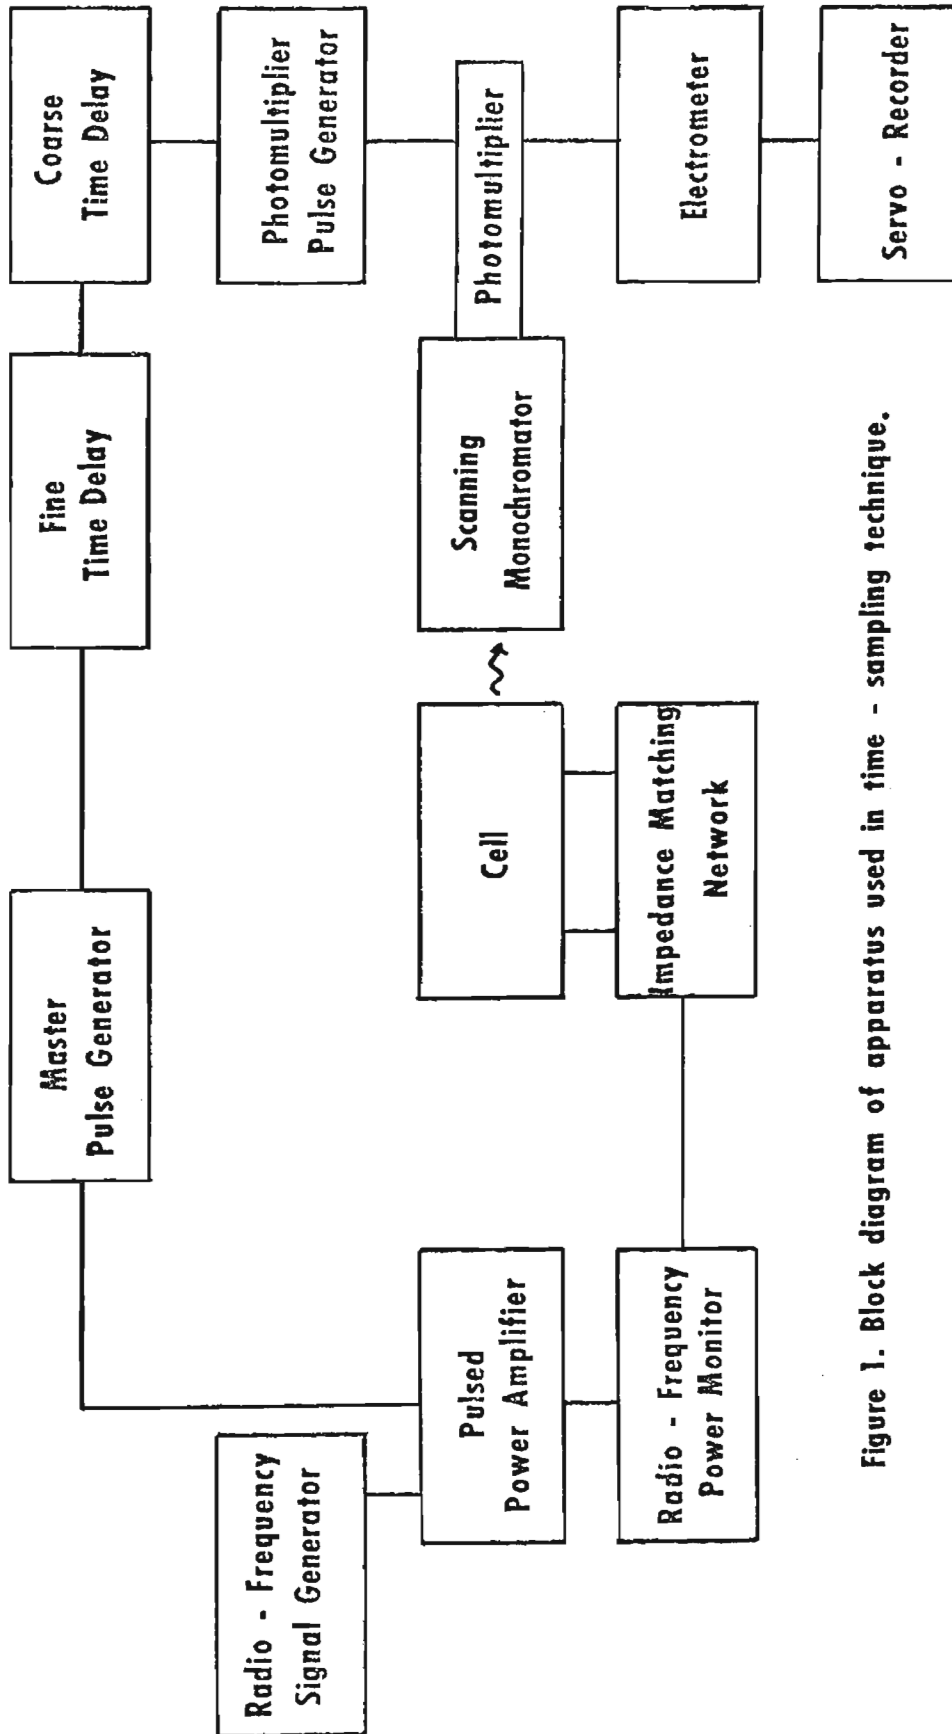 Master
Pulse Generator
Fine
Time Delay
Coarse
Time Delay
Radio - Frequency
Signal Generator
Photomultiplier
Pulse Generator
Pulsed
Power Amplifier
Cell
Scanning
Monochromator
Photomultiplier
Radio - Frequency
Power Monitor
Impedance Matching
Network
Electrometer
Servo - Recorder
Figure 1. Block diagram of apparatus used in time - sampling technique.